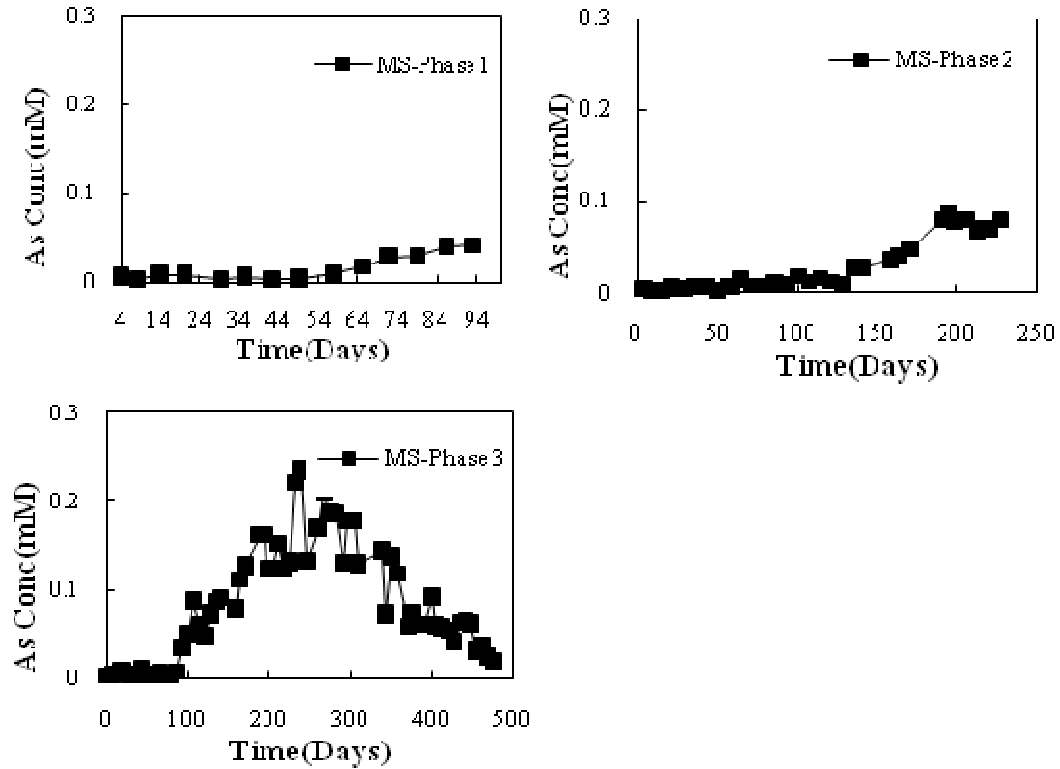 0.3
MS-Phase 1
0.2
0.1
0
As Conc(mM)
4 14 24 34 44 54 64 74 84 94
Time(Days)
0.3
MS-Phase 2
0.2
0.1
0
As Conc(mM)
0 50 100 150 200 250
Time(Days)
0.3
MS-Phase 3
0.2
0.1
0
As Conc(mM)
0 100 200 300 400 500
Time(Days)